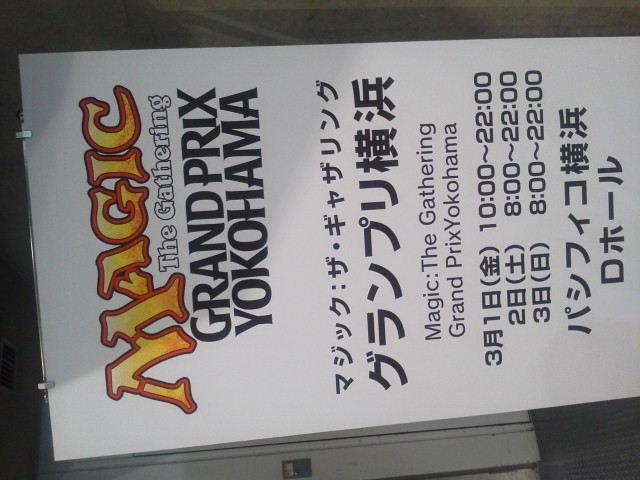 MAGIC
The Gathering
GRAND PRIX
YOKOHAMA
マジック:ザ・ギャザリング
グランプリ横浜
Magic:The Gathering
Grand PrixYokohama
3月1日(金) 10:00~22:00
2日(土) 8:00~22:00
3日(日) 8:00~22:00
パシフィコ横浜
Dホール